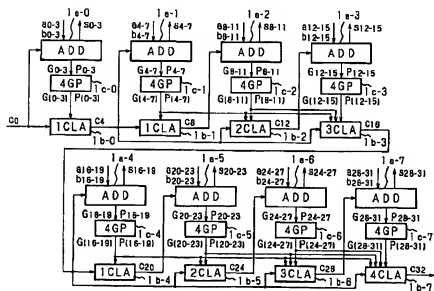 1a-0 1a-1 1a-2 1a-3
a0-3 S0-3 a4-7 S4-7 a8-11 S8-11 a12-15 S12-15
b0-3 b4-7 b8-11 b12-15
ADD ADD ADD ADD
G0-3 P0-3 G4-7 P4-7 G8-11 P8-11 G12-15 P12-15
4GP 4GP 4GP 4GP
1c-0 1c-1 1c-2 1c-3
G(0-3) P(0-3) G(4-7) P(4-7) G(8-11) P(8-11) G(12-15) P(12-15)
C0 1CLA C4 1CLA C8 2CLA C12 3CLA C16
1b-0 1b-1 1b-2 1b-3
1a-4 1a-5 1a-6 1a-7
a16-19 S16-19 a20-23 S20-23 a24-27 S24-27 a28-31 S28-31
b16-19 b20-23 b24-27 b28-31
ADD ADD ADD ADD
G16-19 P16-19 G20-23 P20-23 G24-27 P24-27 G28-31 P28-31
4GP 4GP 4GP 4GP
1c-4 1c-5 1c-6 1c-7
G(16-19) P(16-19) G(20-23) P(20-23) G(24-27) P(24-27) G(28-31) P(28-31)
1CLA C20 2CLA C24 3CLA C28 4CLA C32
1b-4 1b-5 1b-6 1b-7